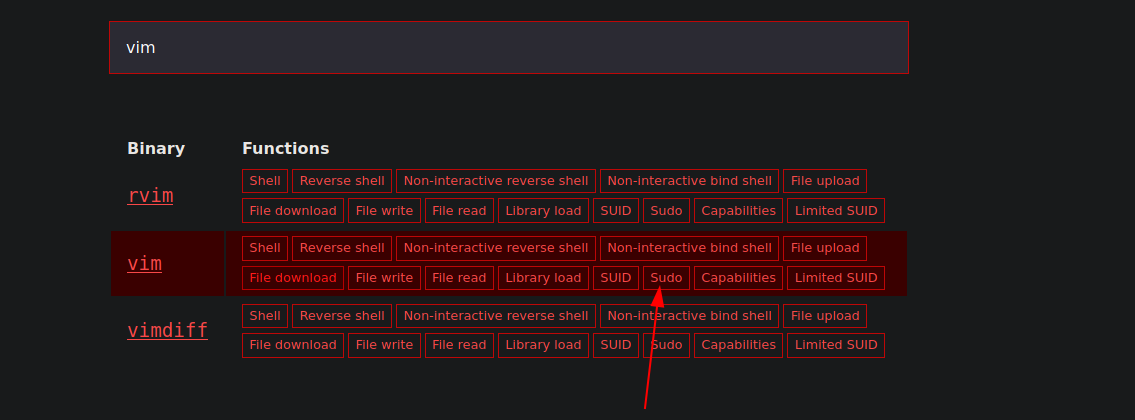 vim
Binary Functions
rvim
Shell Reverse shell Non-interactive reverse shell Non-interactive bind shell File upload
File download File write File read Library load SUID Sudo Capabilities Limited SUID
vim
Shell Reverse shell Non-interactive reverse shell Non-interactive bind shell File upload
File download File write File read Library load SUID Sudo Capabilities Limited SUID
vimdiff
Shell Reverse shell Non-interactive reverse shell Non-interactive bind shell File upload
File download File write File read Library load SUID Sudo Capabilities Limited SUID